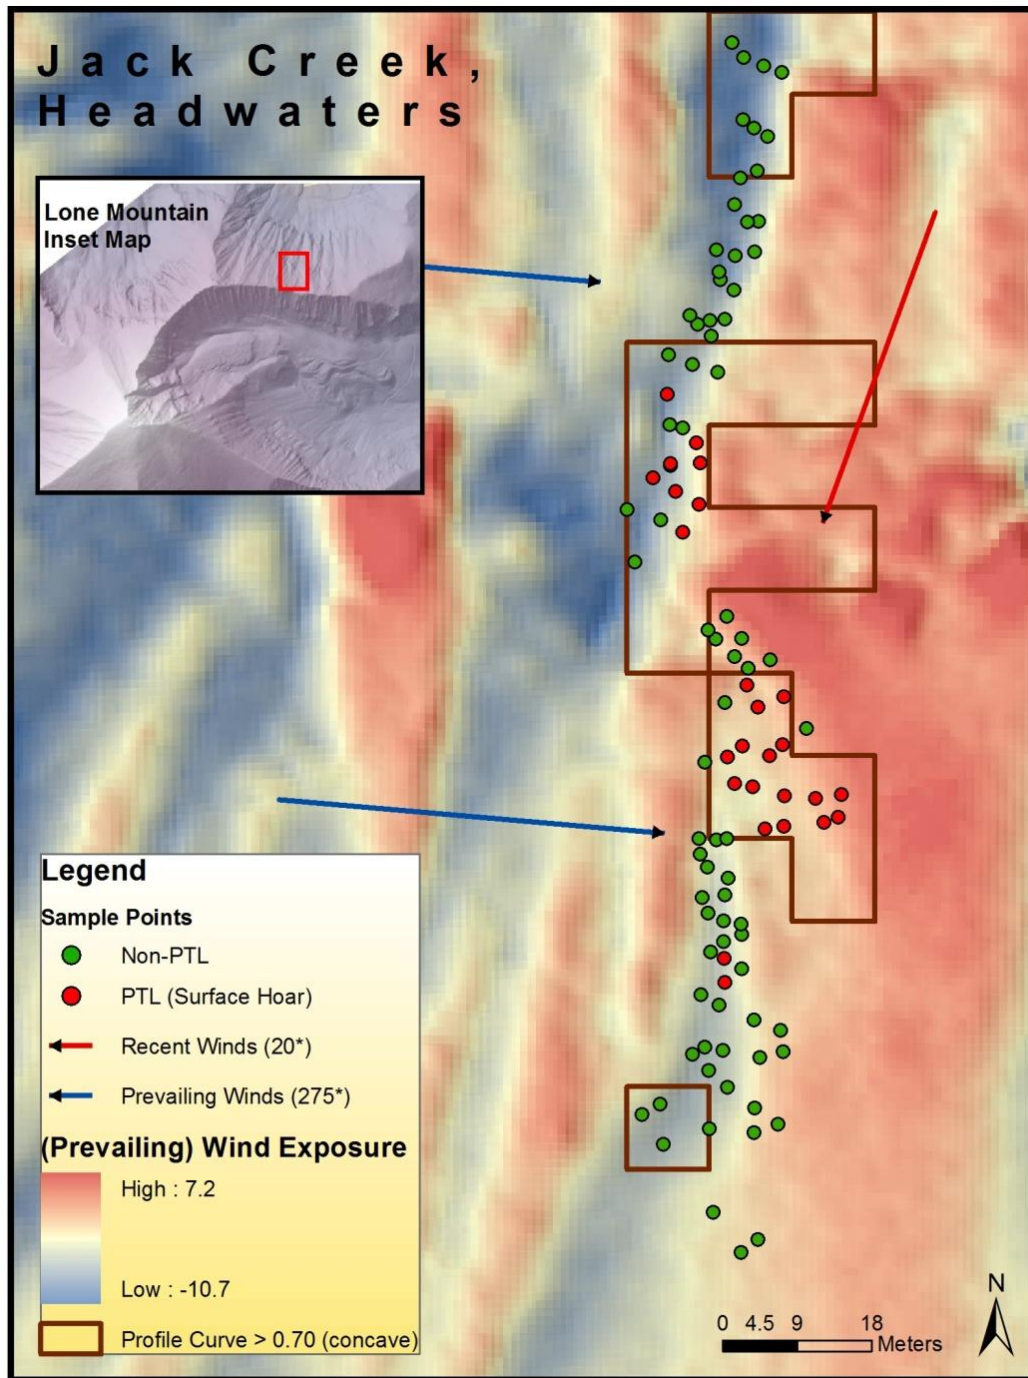 Jack Creek,
Headwaters
Lone Mountain
Inset Map
Legend
Sample Points
Non-PTL
PTL (Surface Hoar)
Recent Winds (20*)
Prevailing Winds (275*)
(Prevailing) Wind Exposure
High : 7.2
Low : -10.7
Profile Curve > 0.70 (concave)
N
0 4.5 9 18
Meters